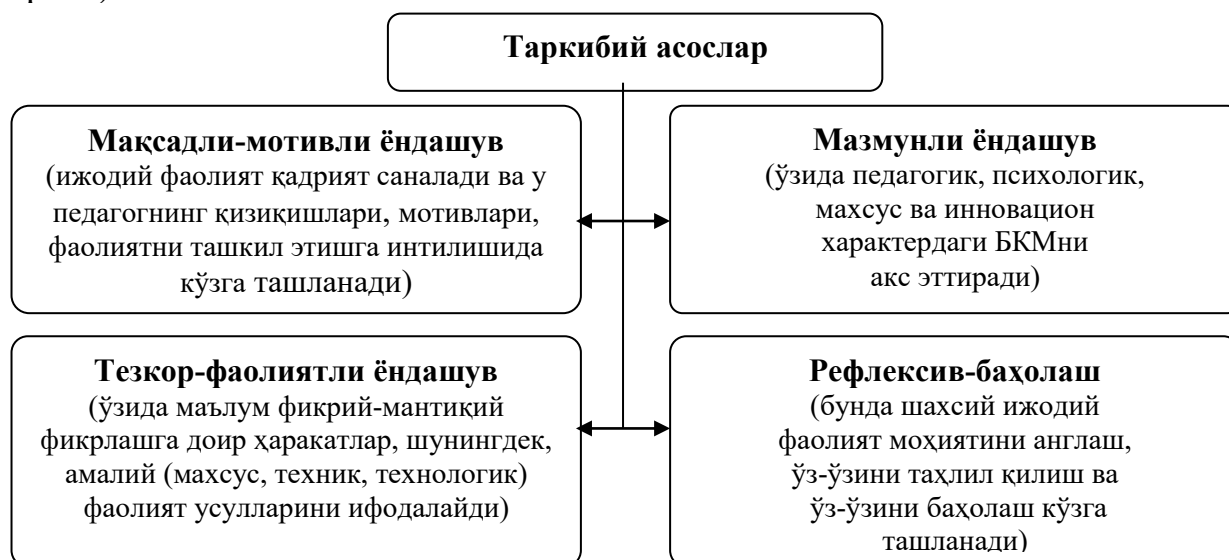 Таркибий асослар
Мақсадли-мотивли ёндашув
(ижодий фаолият қадрият саналади ва у
педагогнинг қизиқишлари, мотивлари,
фаолиятни ташкил этишга интилишида
кўзга ташланади)
Мазмунли ёндашув
(ўзида педагогик, психологик,
махсус ва инновацион
характердаги БКМни
акс эттиради)
Тезкор-фаолиятли ёндашув
(ўзида маълум фикрий-мантиқий
фикрлашга доир ҳаракатлар, шунингдек,
амалий (махсус, техник, технологик)
фаолият усулларини ифодалайди)
Рефлексив-баҳолаш
(бунда шахсий ижодий
фаолият моҳиятини англаш,
ўз-ўзини таҳлил қилиш ва
ўз-ўзини баҳолаш кўзга
ташланади)